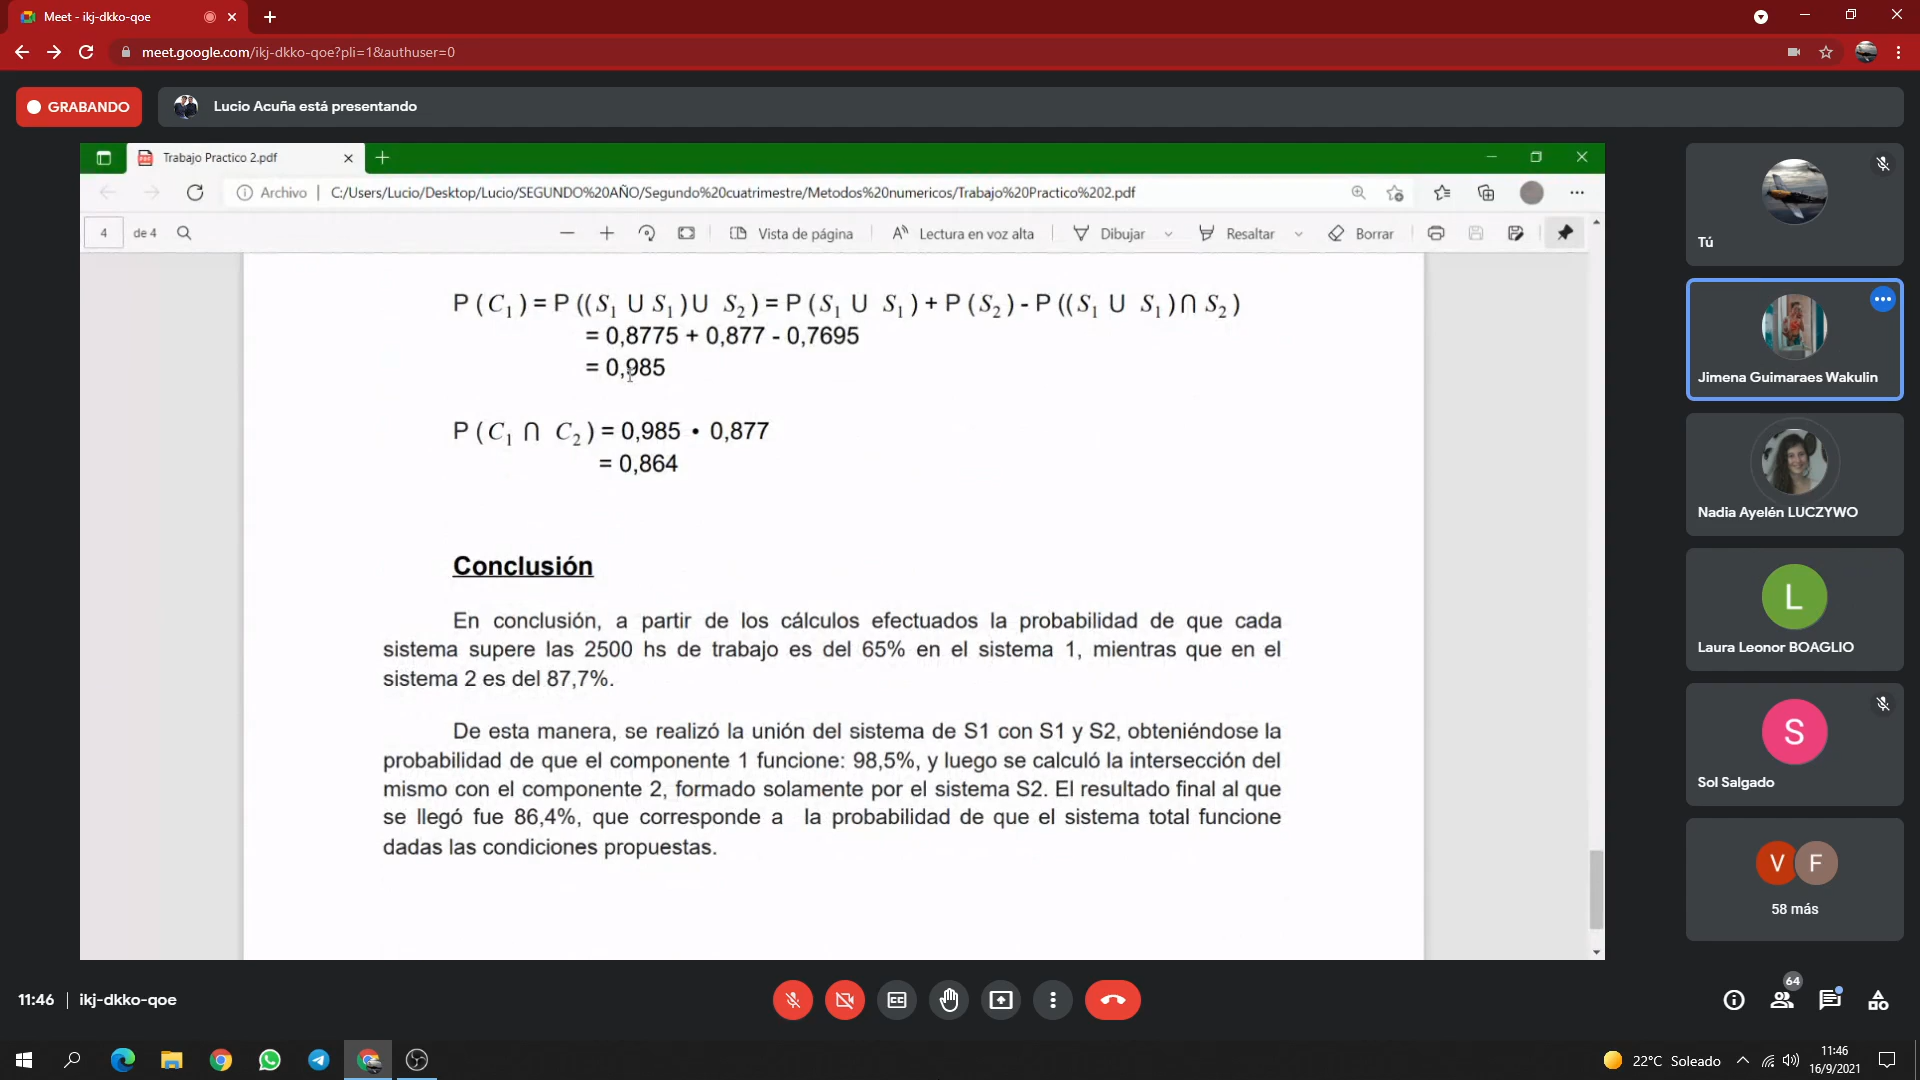 Meet - ikj-dkko-qoe
meet.google.com/ikj-dkko-qoe?pli=1&authuser=0
GRABANDO
Lucio Acuña está presentando
Trabajo Practico 2.pdf
Archivo | C:/Users/Lucio/Desktop/Lucio/SEGUNDO%20AÑO/Segundo%20cuatrimestre/Metodos%20numericos/Trabajo%20Practico%202.pdf
4 de 4
Vista de página
Lectura en voz alta
Dibujar
Resaltar
Borrar
P ( C₁ ) = P (( S₁ ∪ S₁ )∪ S₂ ) = P ( S₁ ∪ S₁ ) + P ( S₂ ) - P (( S₁ ∪ S₁ )∩ S₂ )
= 0,8775 + 0,877 - 0,7695
= 0,985
P ( C₁ ∩ C₂ ) = 0,985 • 0,877
= 0,864
Conclusión
En conclusión, a partir de los cálculos efectuados la probabilidad de que cada
sistema supere las 2500 hs de trabajo es del 65% en el sistema 1, mientras que en el
sistema 2 es del 87,7%.
De esta manera, se realizó la unión del sistema de S1 con S1 y S2, obteniéndose la
probabilidad de que el componente 1 funcione: 98,5%, y luego se calculó la intersección del
mismo con el componente 2, formado solamente por el sistema S2. El resultado final al que
se llegó fue 86,4%, que corresponde a la probabilidad de que el sistema total funcione
dadas las condiciones propuestas.
Tú
Jimena Guimaraes Wakulin
Nadia Ayelén LUCZYWO
L
Laura Leonor BOAGLIO
S
Sol Salgado
V F
58 más
11:46 | ikj-dkko-qoe
64
22°C Soleado
11:46
16/9/2021